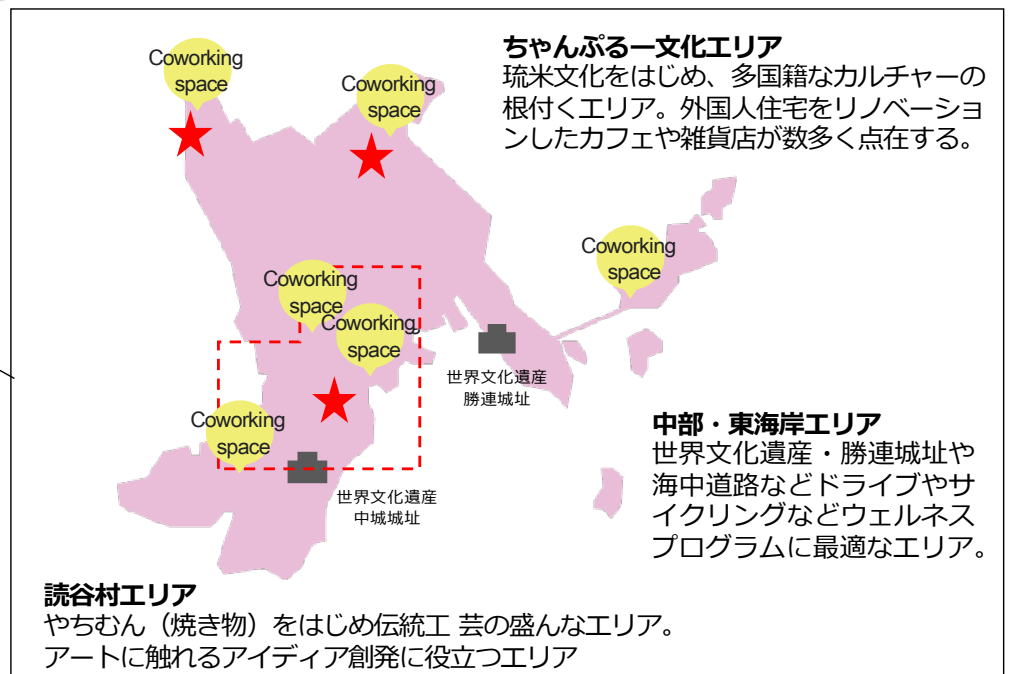 ちゃんぷるー文化エリア
琉米文化をはじめ、多国籍なカルチャーの
根付くエリア。外国人住宅をリノベーショ
ンしたカフェや雑貨店が数多く点在する。
Coworking
space
Coworking
space
Coworking
space
Coworking
space
Coworking
space
世界文化遺産
勝連城址
Coworking
space
世界文化遺産
中城城址
中部・東海岸エリア
世界文化遺産・勝連城址や
海中道路などドライブやサ
イクリングなどウェルネス
プログラムに最適なエリア。
読谷村エリア
やちむん（焼き物）をはじめ伝統工 芸の盛んなエリア。
アートに触れるアイディア創発に役立つエリア